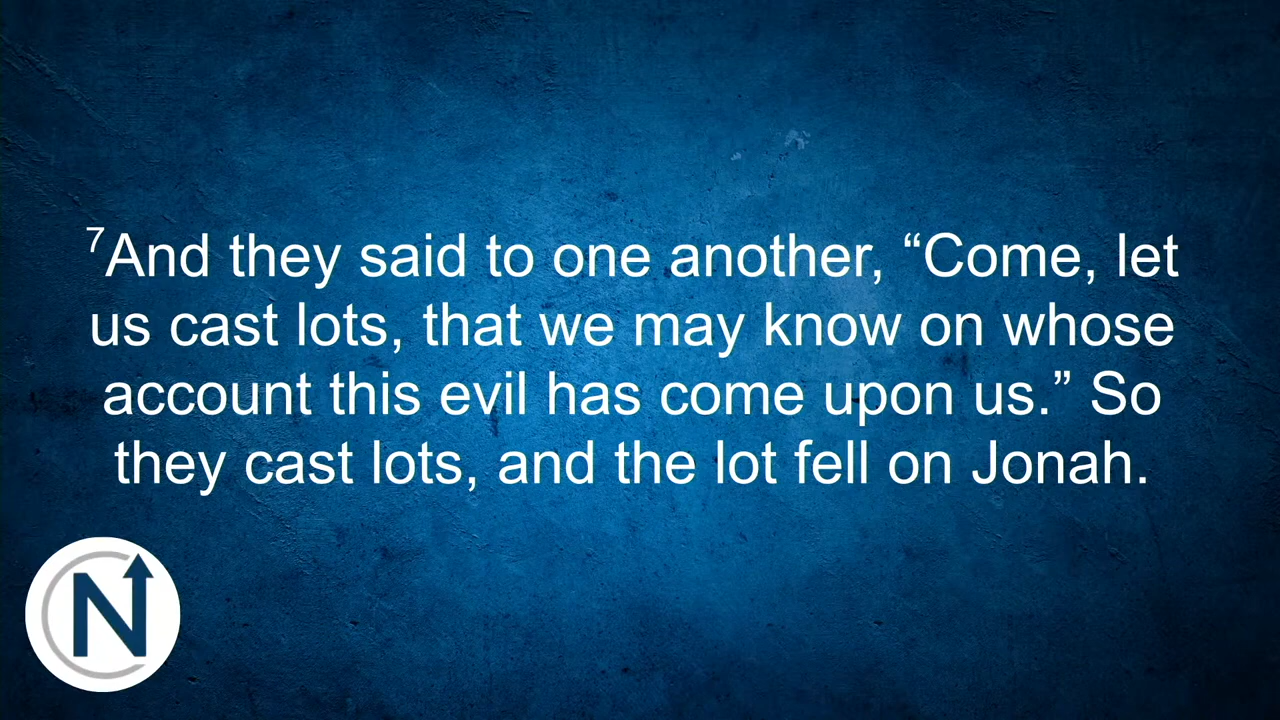 ⁷And they said to one another, “Come, let
us cast lots, that we may know on whose
account this evil has come upon us.” So
they cast lots, and the lot fell on Jonah.
N